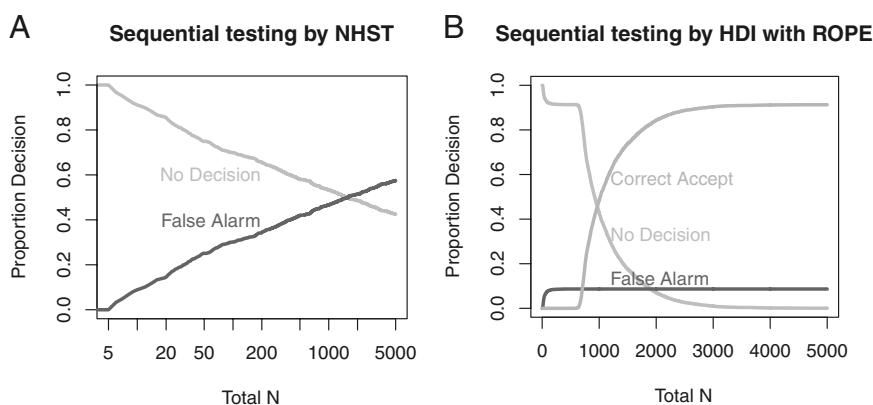 A
Sequential testing by NHST
Proportion Decision
1.0
0.8
0.6
0.4
0.2
0.0
No Decision
False Alarm
5 20 50 200 1000 5000
Total N
B
Sequential testing by HDI with ROPE
Proportion Decision
1.0
0.8
0.6
0.4
0.2
0.0
Correct Accept
No Decision
False Alarm
0 1000 2000 3000 4000 5000
Total N